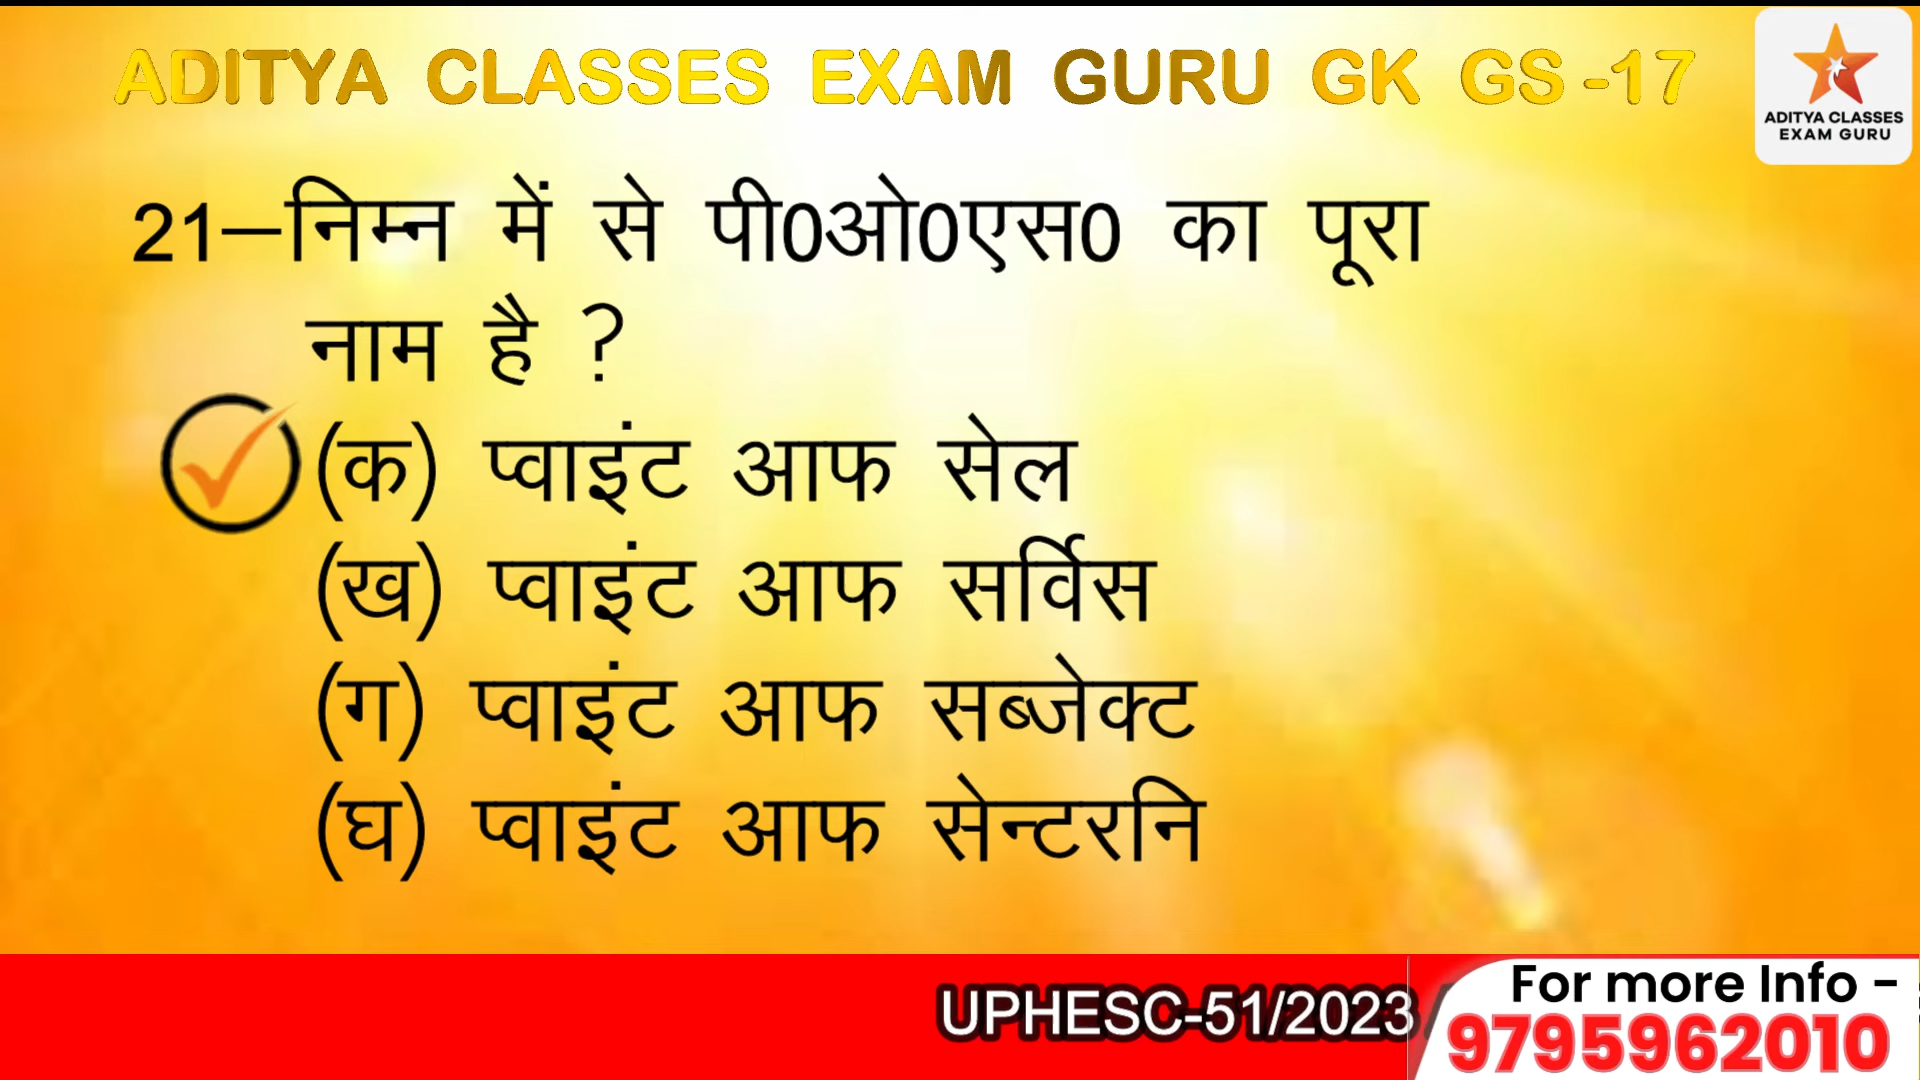 ADITYA CLASSES EXAM GURU GK GS -17
ADITYA CLASSES
EXAM GURU
21–निम्न में से पी0ओ0एस0 का पूरा
नाम है ?
(क) प्वाइंट आफ सेल
(ख) प्वाइंट आफ सर्विस
(ग) प्वाइंट आफ सब्जेक्ट
(घ) प्वाइंट आफ सेन्टरनि
UPHESC-51/2023
For more Info -
9795962010